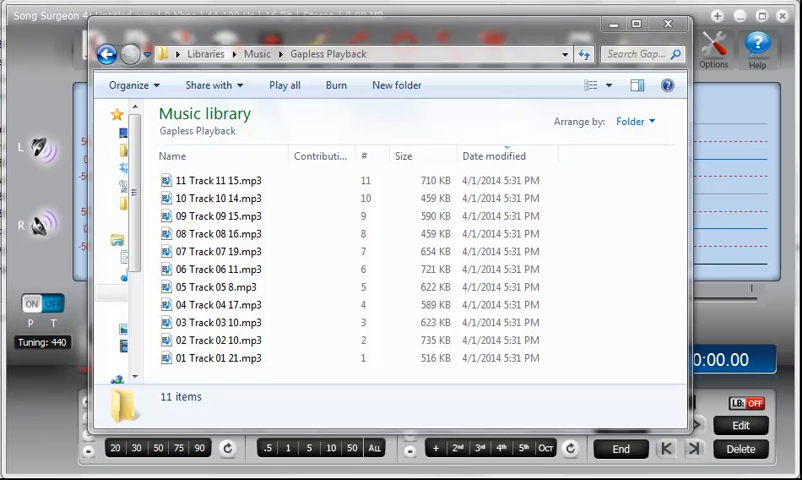 Song Surgeon 4
Libraries Music Gapless Playback
Search Gap...
Options
Help
Organize Share with Play all Burn New folder
Music library
Gapless Playback
Arrange by: Folder
Name Contributi... # Size Date modified
11 Track 11 15.mp3 11 710 KB 4/1/2014 5:31 PM
10 Track 10 14.mp3 10 459 KB 4/1/2014 5:31 PM
09 Track 09 15.mp3 9 590 KB 4/1/2014 5:31 PM
08 Track 08 16.mp3 8 459 KB 4/1/2014 5:31 PM
07 Track 07 19.mp3 7 654 KB 4/1/2014 5:31 PM
06 Track 06 11.mp3 6 721 KB 4/1/2014 5:31 PM
05 Track 05 8.mp3 5 622 KB 4/1/2014 5:31 PM
04 Track 04 17.mp3 4 589 KB 4/1/2014 5:31 PM
03 Track 03 10.mp3 3 623 KB 4/1/2014 5:31 PM
02 Track 02 10.mp3 2 735 KB 4/1/2014 5:31 PM
01 Track 01 21.mp3 1 516 KB 4/1/2014 5:31 PM
11 items
L
R
ON OFF
P T
Tuning: 440
0:00.00
LB: OFF
Edit
20 30 50 75 90 .5 1 5 10 50 ALL + 2nd 3rd 4th 5th Oct End Delete